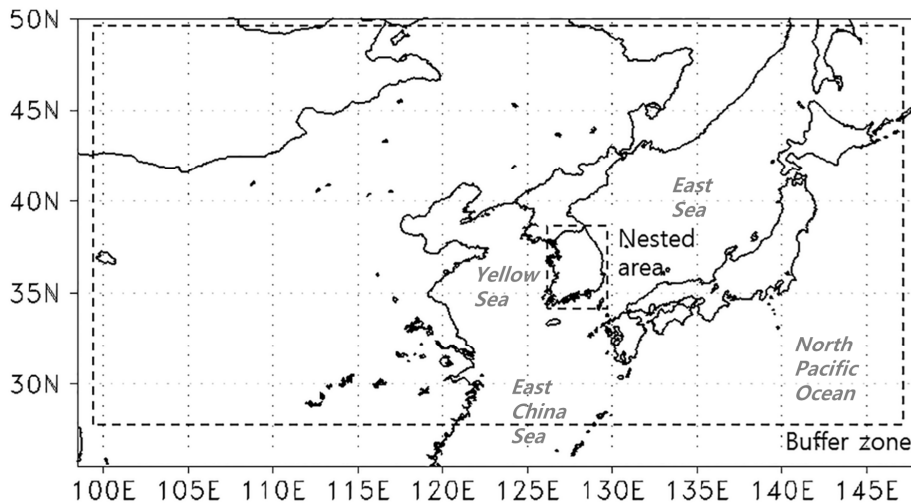 50N
45N
40N
35N
30N
East
Sea
Nested
area
Yellow
Sea
North
Pacific
Ocean
East
China
Sea
Buffer zone
100E 105E 110E 115E 120E 125E 130E 135E 140E 145E